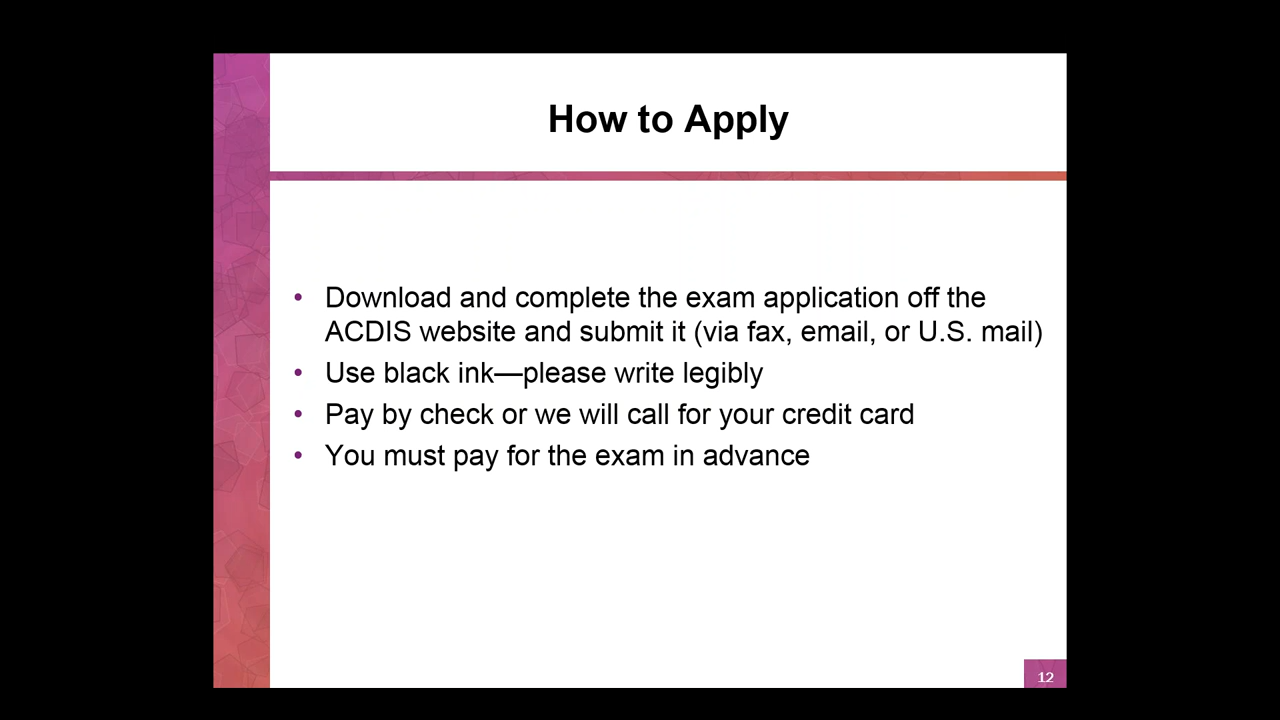 How to Apply
• Download and complete the exam application off the
ACDIS website and submit it (via fax, email, or U.S. mail)
• Use black ink—please write legibly
• Pay by check or we will call for your credit card
• You must pay for the exam in advance
12